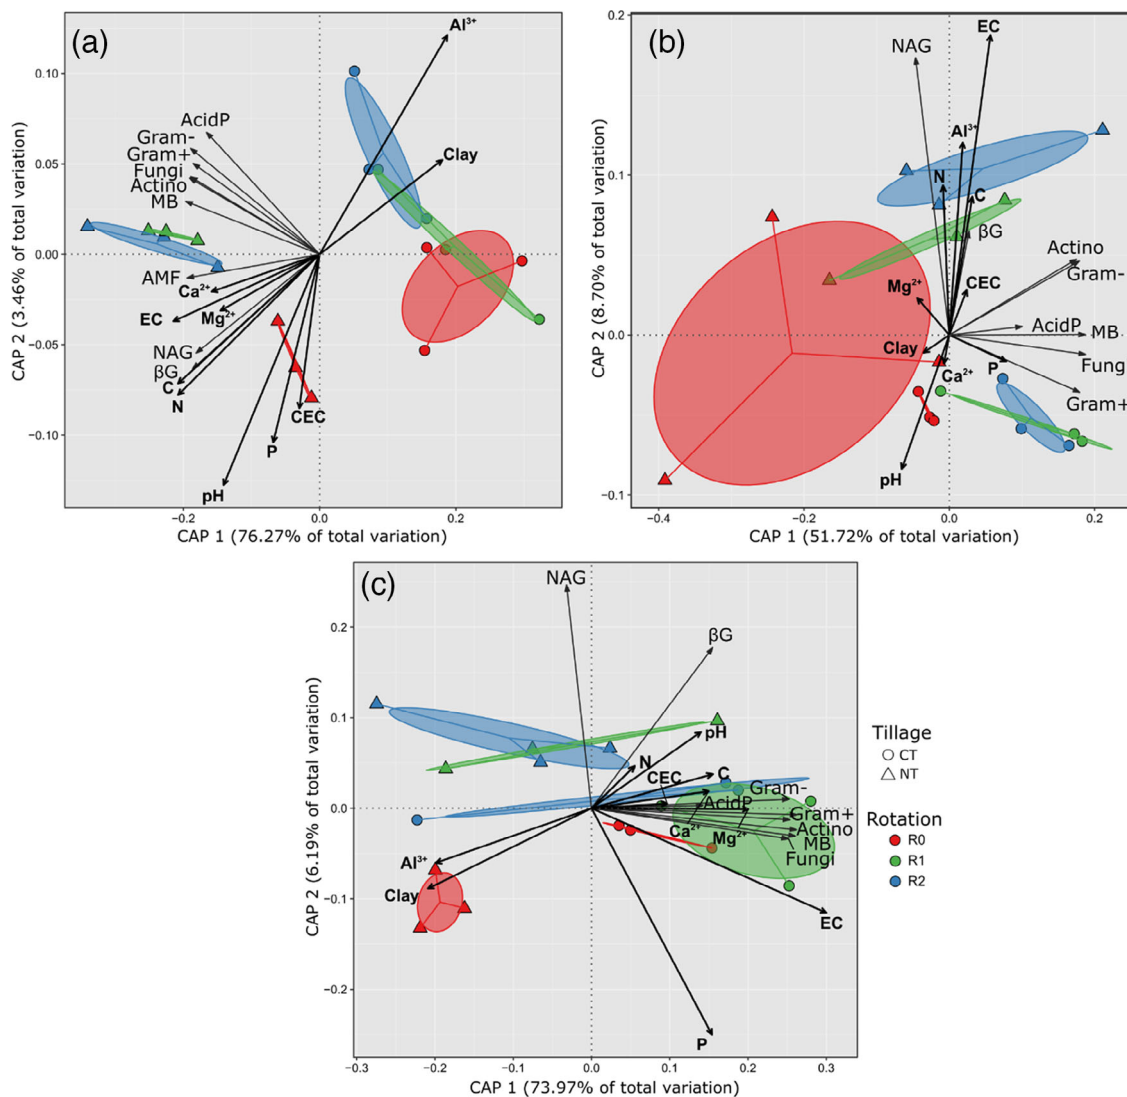 (a)
Al³⁺
0.10
AcidP
Gram-
Gram+
Fungi
Actino
MB
Clay
0.05
0.00
AMF
Ca²⁺
EC
Mg²⁺
NAG
βG
C
N
CEC
P
pH
−0.05
−0.10
−0.2
0.0
0.2
CAP 1 (76.27% of total variation)
CAP 2 (3.46% of total variation)
(b)
0.2
EC
NAG
Al³⁺
N
C
0.1
βG
Actino
Gram-
Mg²⁺
CEC
AcidP
MB
0.0
Clay
Ca²⁺
P
Fung
Gram+
pH
−0.1
−0.4
−0.2
0.0
0.2
CAP 1 (51.72% of total variation)
CAP 2 (8.70% of total variation)
(c)
NAG
0.2
βG
0.1
pH
N
C
CEC
Gram-
AcidP
0.0
Gram+
Ca²⁺
Mg²⁺
Actino
MB
Fungi
Al³⁺
Clay
−0.1
EC
−0.2
P
−0.3
−0.2
−0.1
0.0
0.1
0.2
0.3
CAP 1 (73.97% of total variation)
CAP 2 (6.19% of total variation)
Tillage
CT
NT
Rotation
R0
R1
R2